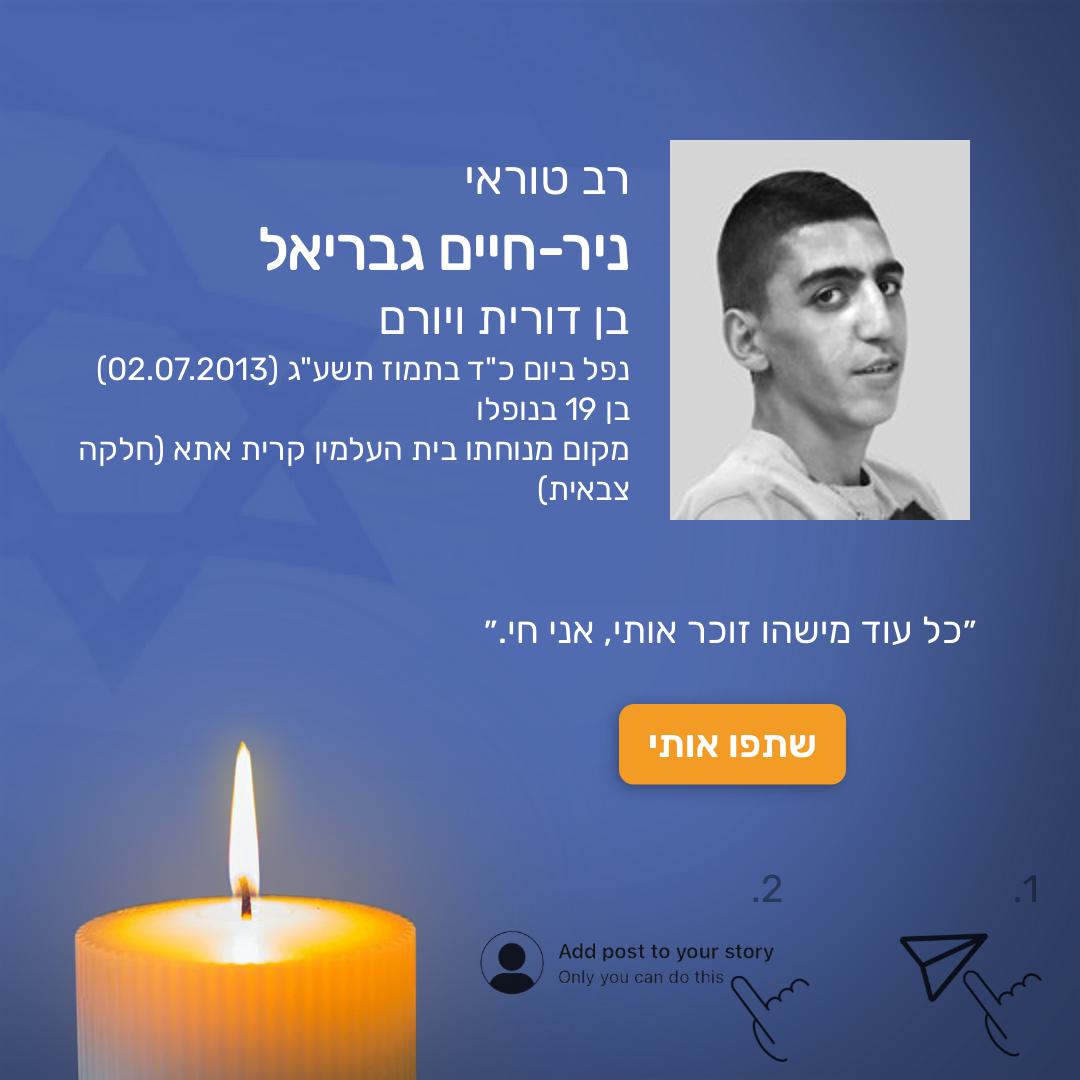 רב טוראי
ניר-חיים גבריאל
בן דורית ויורם
נפל ביום כ"ד בתמוז תשע"ג (02.07.2013)
בן 19 בנופלו
מקום מנוחתו בית העלמין קרית אתא (חלקה
צבאית)
״כל עוד מישהו זוכר אותי, אני חי.״
שתפו אותי
.1
.2
Add post to your story
Only you can do this